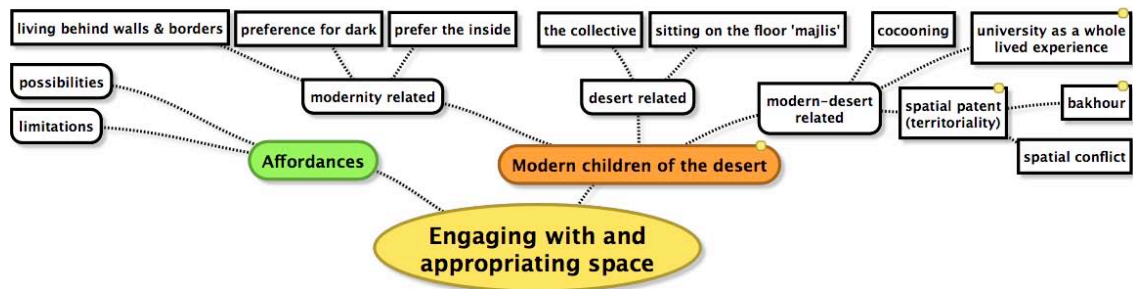 living behind walls & borders
preference for dark
prefer the inside
the collective
sitting on the floor 'majlis'
cocooning
university as a whole
lived experience
possibilities
modernity related
desert related
modern-desert
related
spatial patent
(territoriality)
bakhour
limitations
spatial conflict
Affordances
Modern children of the desert
Engaging with and
appropriating space